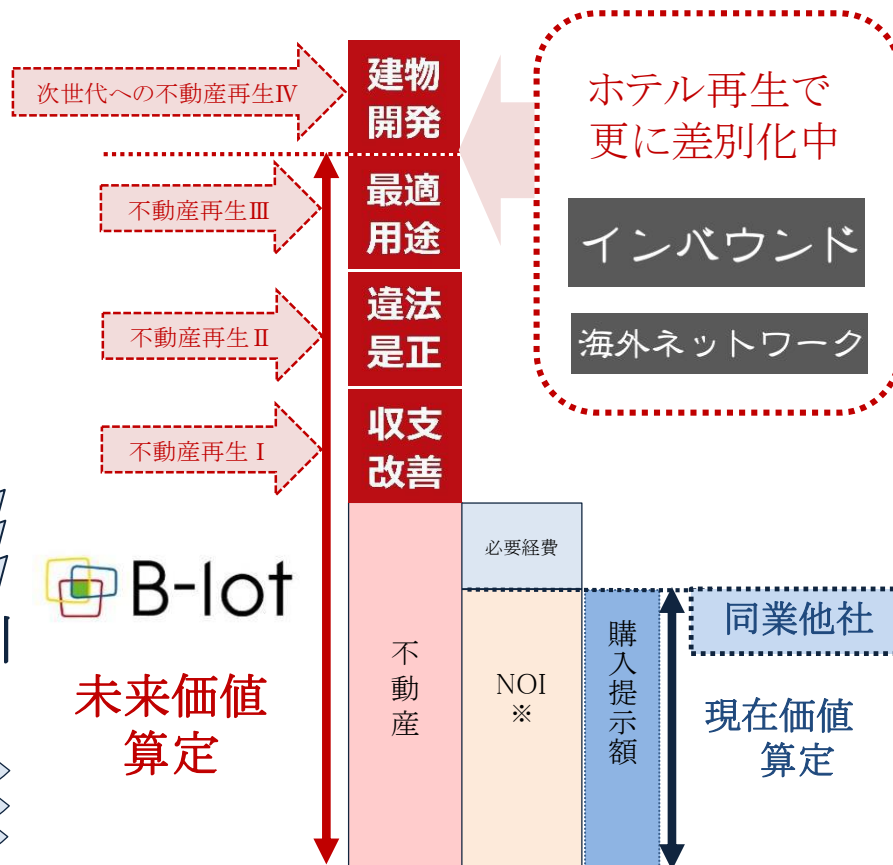 次世代への不動産再生Ⅳ
建物
開発
ホテル再生で
更に差別化中
不動産再生Ⅲ
最適
用途
インバウンド
不動産再生Ⅱ
違法
是正
海外ネットワーク
不動産再生Ⅰ
収支
改善
必要経費
B-lot
未来価値
算定
不動産
NOI
※
購入提示額
同業他社
現在価値
算定